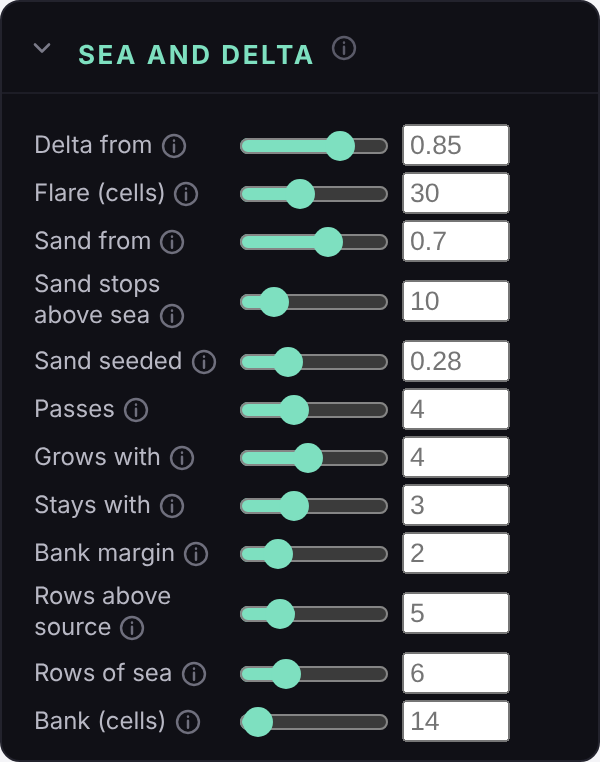 SEA AND DELTA
Delta from 0.85
Flare (cells) 30
Sand from 0.7
Sand stops
above sea 10
Sand seeded 0.28
Passes 4
Grows with 4
Stays with 3
Bank margin 2
Rows above
source 5
Rows of sea 6
Bank (cells) 14